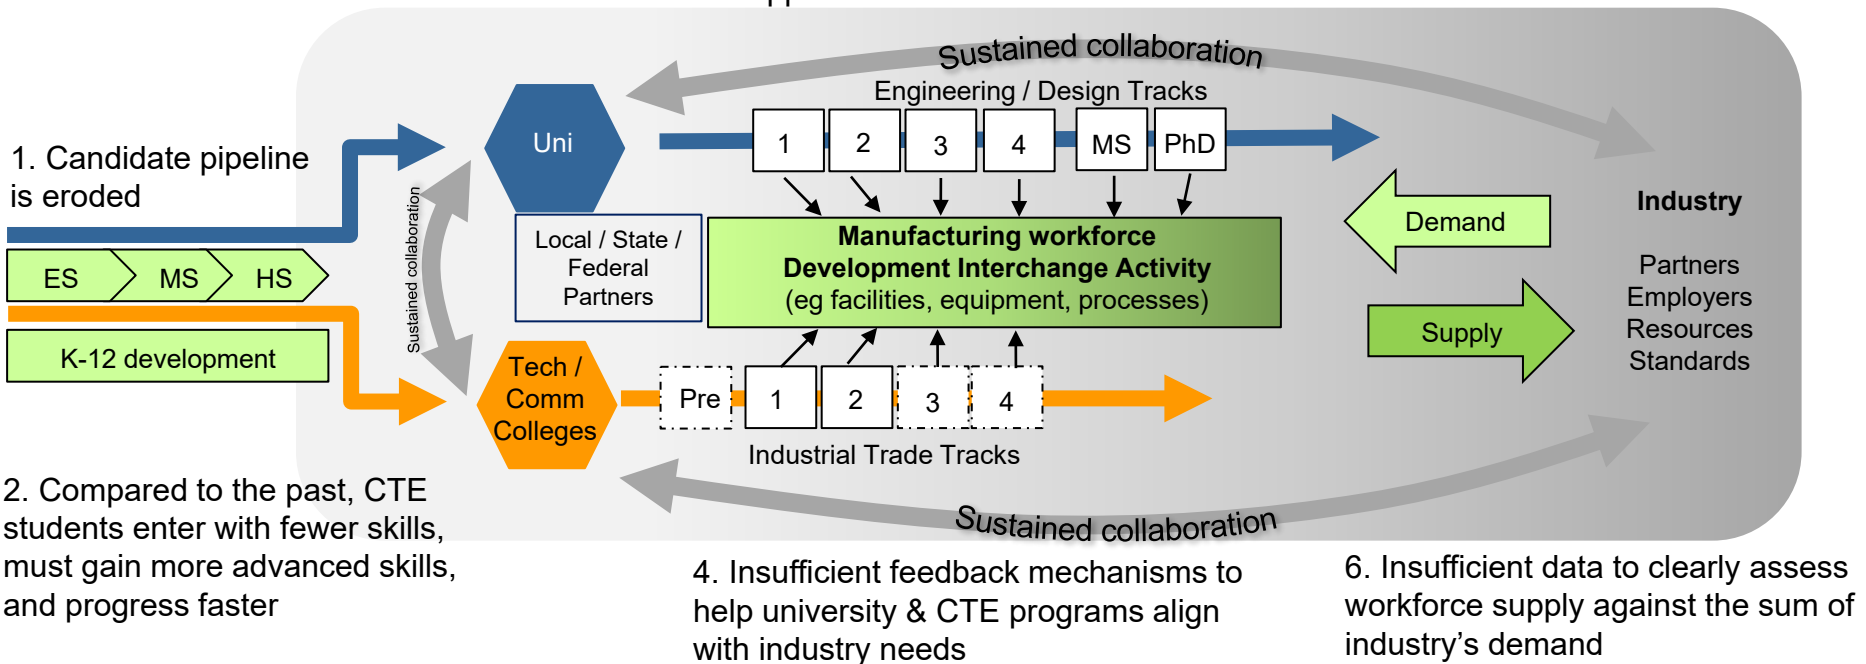 Sustained collaboration
Engineering / Design Tracks
1. Candidate pipeline
is eroded
Uni
1
2
3
4
MS
PhD
ES
MS
HS
K-12 development
Sustained collaboration
Local / State /
Federal
Partners
Manufacturing workforce
Development Interchange Activity
(eg facilities, equipment, processes)
Demand
Supply
Industry
Partners
Employers
Resources
Standards
Tech /
Comm
Colleges
Pre
1
2
3
4
Industrial Trade Tracks
Sustained collaboration
2. Compared to the past, CTE
students enter with fewer skills,
must gain more advanced skills,
and progress faster
4. Insufficient feedback mechanisms to
help university & CTE programs align
with industry needs
6. Insufficient data to clearly assess
workforce supply against the sum of
industry’s demand